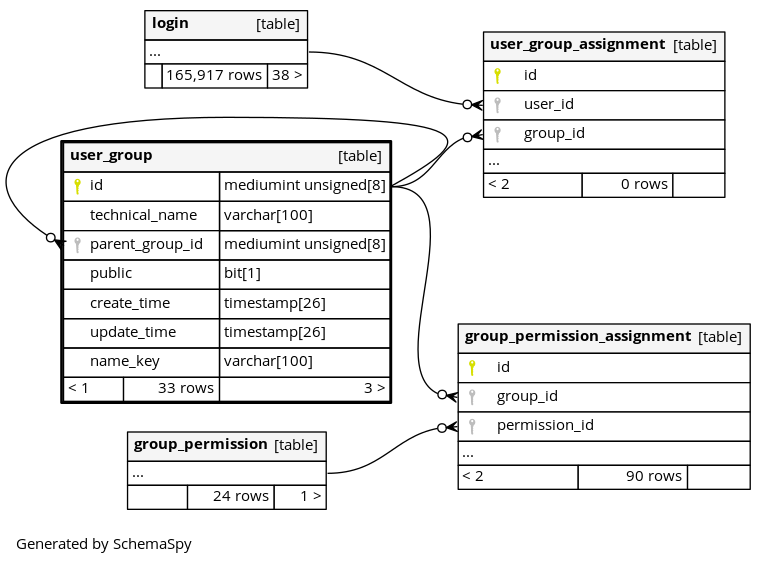 login [table]
...
165,917 rows 38 >
user_group_assignment [table]
id
user_id
group_id
...
< 2 0 rows
user_group [table]
id mediumint unsigned[8]
technical_name varchar[100]
parent_group_id mediumint unsigned[8]
public bit[1]
create_time timestamp[26]
update_time timestamp[26]
name_key varchar[100]
< 1 33 rows 3 >
group_permission_assignment [table]
id
group_id
permission_id
...
< 2 90 rows
group_permission [table]
...
24 rows 1 >
Generated by SchemaSpy